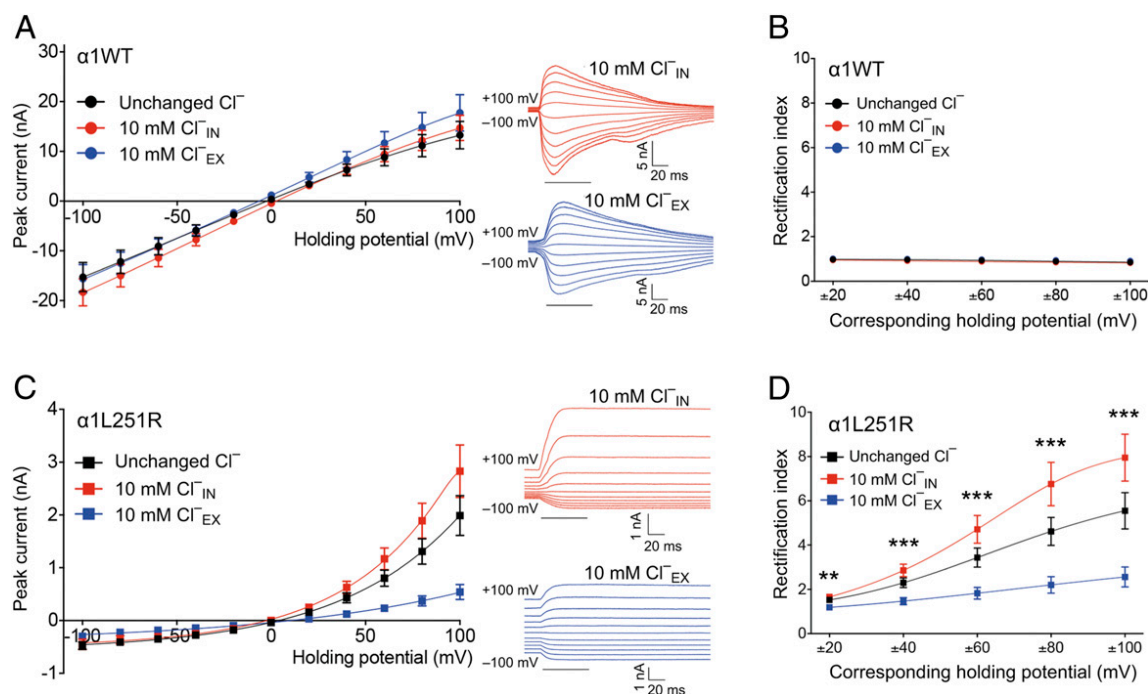 A
α1WT
Unchanged Cl⁻
10 mM Cl⁻IN
10 mM Cl⁻EX
Peak current (nA)
30
20
10
0
-10
-20
-100
-50
0
50
100
Holding potential (mV)
10 mM Cl⁻IN
+100 mV
−100 mV
5 nA
20 ms
10 mM Cl⁻EX
+100 mV
−100 mV
5 nA
20 ms
B
α1WT
Unchanged Cl⁻
10 mM Cl⁻IN
10 mM Cl⁻EX
Rectification index
10
8
6
4
2
0
±20
±40
±60
±80
±100
Corresponding holding potential (mV)
C
α1L251R
Unchanged Cl⁻
10 mM Cl⁻IN
10 mM Cl⁻EX
Peak current (nA)
4
3
2
1
0
-1
-100
-50
0
50
100
Holding potential (mV)
10 mM Cl⁻IN
+100 mV
−100 mV
1 nA
20 ms
10 mM Cl⁻EX
+100 mV
−100 mV
1 nA
20 ms
D
α1L251R
Unchanged Cl⁻
10 mM Cl⁻IN
10 mM Cl⁻EX
Rectification index
10
8
6
4
2
0
**
***
***
***
***
±20
±40
±60
±80
±100
Corresponding holding potential (mV)